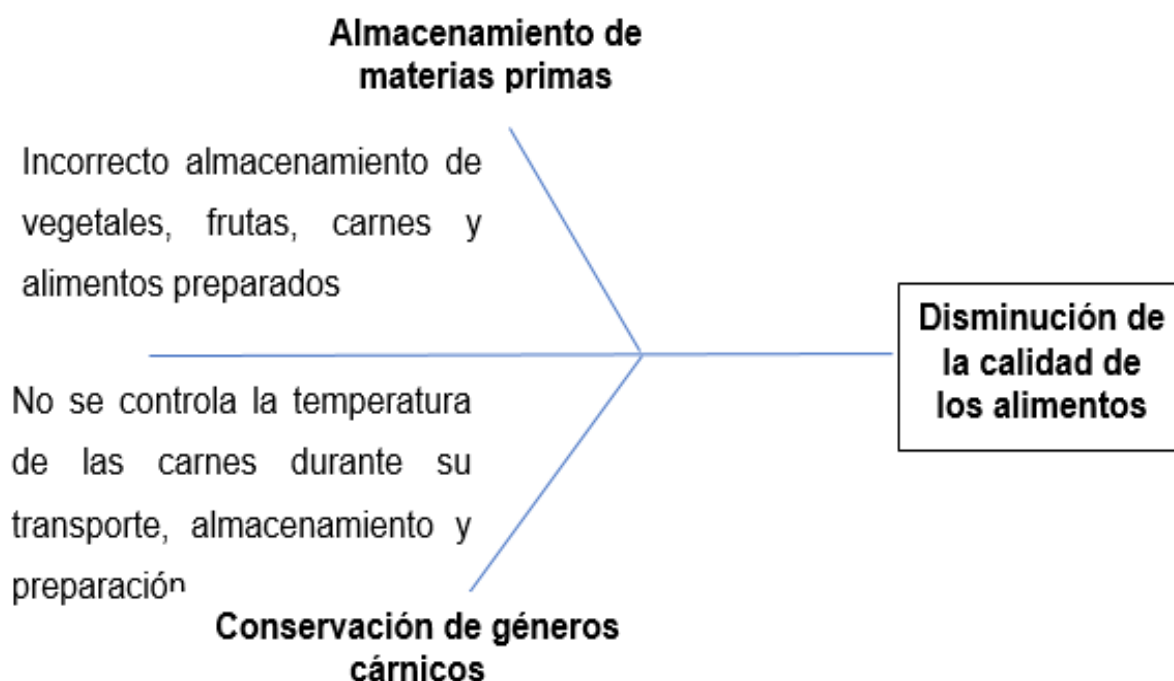 Almacenamiento de
materias primas
Incorrecto almacenamiento de
vegetales, frutas, carnes y
alimentos preparados
Disminución de
la calidad de
los alimentos
No se controla la temperatura
de las carnes durante su
transporte, almacenamiento y
preparación
Conservación de géneros
cárnicos